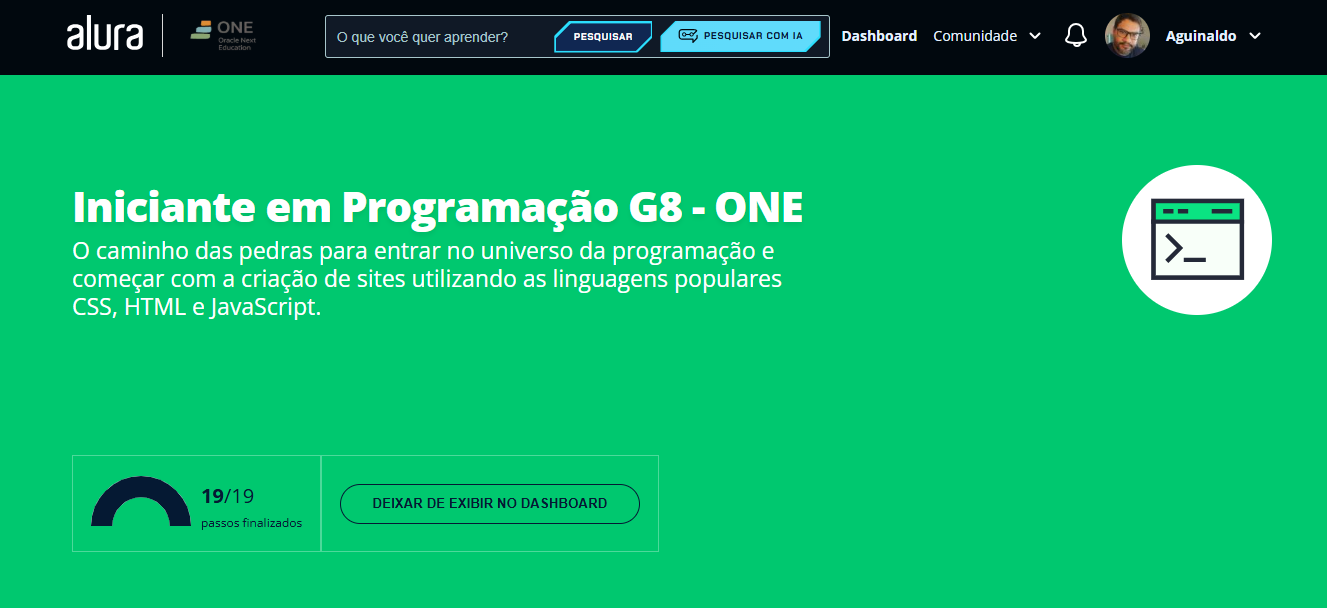 alura
ONE
Oracle Next
Education
O que você quer aprender?
PESQUISAR
PESQUISAR COM IA
Dashboard
Comunidade
Aguinaldo
Iniciante em Programação G8 - ONE
O caminho das pedras para entrar no universo da programação e
começar com a criação de sites utilizando as linguagens populares
CSS, HTML e JavaScript.
19/19
passos finalizados
DEIXAR DE EXIBIR NO DASHBOARD